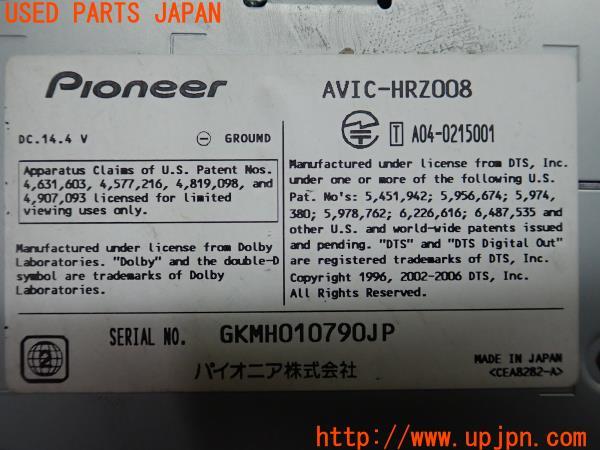 USED PARTS JAPAN
Pioneer
DC.14.4 V
GROUND
Apparatus Claims of U.S. Patent Nos.
4,631,603, 4,577,216, 4,819,098, and
4,907,093 licensed for limited
viewing uses only.
Manufactured under license from Dolby
Laboratories. "Dolby" and the double-D
symbol are trademarks of Dolby
Laboratories.
AVIC-HRZ008
T A04-0215001
Manufactured under license from DTS, Inc.
under one or more of the following U.S.
Pat. No's: 5,451,942; 5,956,674; 5,974,
380; 5,978,762; 6,226,616; 6,487,535 and
other U.S. and world-wide patents issued
and pending. "DTS" and "DTS Digital Out"
are registered trademarks of DTS, Inc.
Copyright 1996, 2002-2006 DTS, Inc.
All Rights Reserved.
2
SERIAL NO. GKMH010790JP
パイオニア株式会社
MADE IN JAPAN
<CEA8282-A>
http://www.upjpn.com/